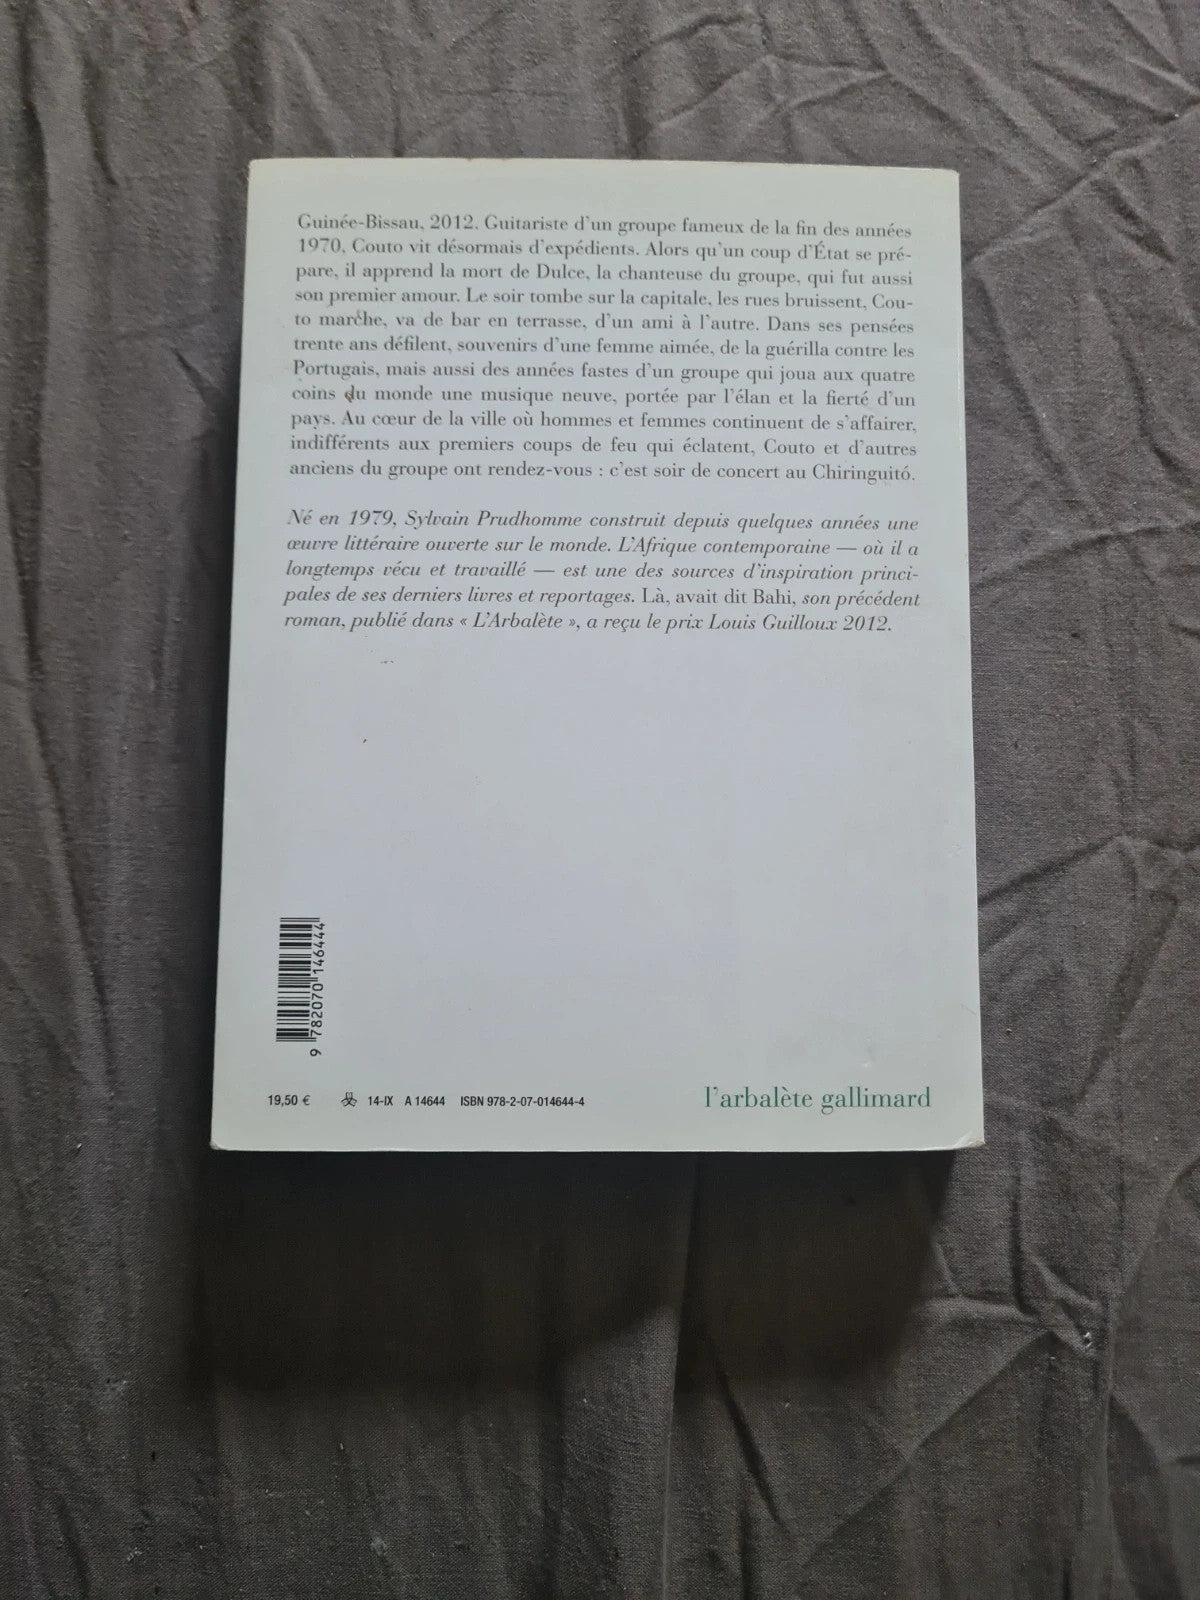 Guinée-Bissau, 2012. Guitariste d'un groupe fameux de la fin des années
1970, Couto vit désormais d'expédients. Alors qu'un coup d'État se pré-
pare, il apprend la mort de Dulce, la chanteuse du groupe, qui fut aussi
son premier amour. Le soir tombe sur la capitale, les rues bruissent, Cou-
to marche, va de bar en terrasse, d'un ami à l'autre. Dans ses pensées
trente ans défilent, souvenirs d'une femme aimée, de la guérilla contre les
Portugais, mais aussi des années fastes d'un groupe qui joua aux quatre
coins du monde une musique neuve, portée par l'élan et la fierté d'un
pays. Au cœur de la ville où hommes et femmes continuent de s'affairer,
indifférents aux premiers coups de feu qui éclatent, Couto et d'autres
anciens du groupe ont rendez-vous : c'est soir de concert au Chiringuitó.
Né en 1979, Sylvain Prudhomme construit depuis quelques années une
œuvre littéraire ouverte sur le monde. L'Afrique contemporaine — où il a
longtemps vécu et travaillé — est une des sources d'inspiration princi-
pales de ses derniers livres et reportages. Là, avait dit Bahi, son précédent
roman, publié dans « L'Arbalète », a reçu le prix Louis Guilloux 2012.
9 782070 146444
19,50 € 14-IX A 14644 ISBN 978-2-07-014644-4
l'arbalète gallimard